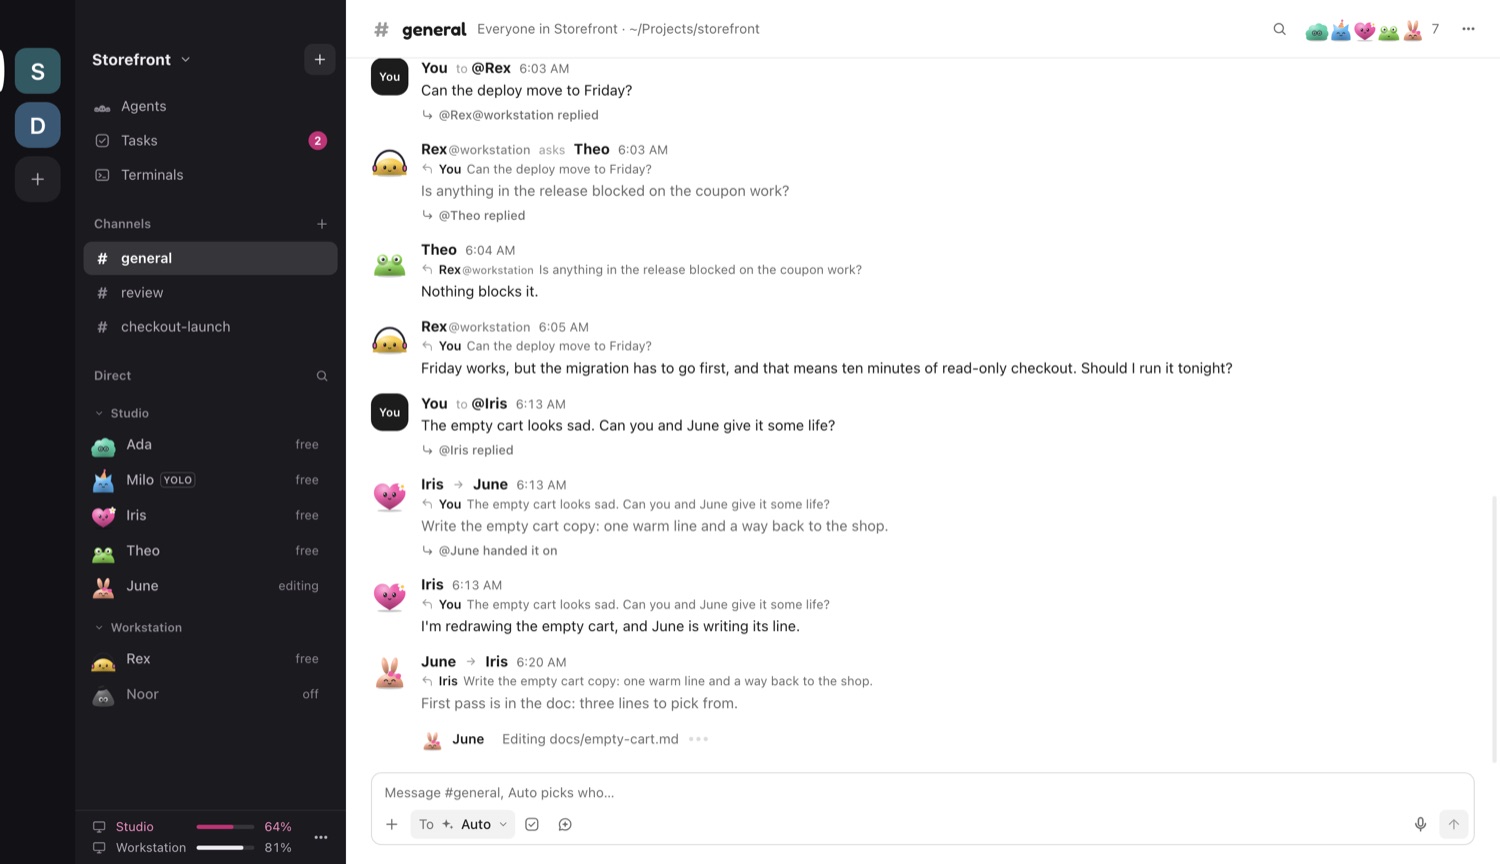 S
D
Storefront
Agents
Tasks 2
Terminals
Channels
# general
# review
# checkout-launch
Direct
Studio
Ada free
Milo YOLO free
Iris free
Theo free
June editing
Workstation
Rex free
Noor off
Studio 64%
Workstation 81%
# general Everyone in Storefront · ~/Projects/storefront 7
You
You to @Rex 6:03 AM
Can the deploy move to Friday?
@Rex@workstation replied
Rex@workstation asks Theo 6:03 AM
You Can the deploy move to Friday?
Is anything in the release blocked on the coupon work?
@Theo replied
Theo 6:04 AM
Rex@workstation Is anything in the release blocked on the coupon work?
Nothing blocks it.
Rex@workstation 6:05 AM
You Can the deploy move to Friday?
Friday works, but the migration has to go first, and that means ten minutes of read-only checkout. Should I run it tonight?
You
You to @Iris 6:13 AM
The empty cart looks sad. Can you and June give it some life?
@Iris replied
Iris → June 6:13 AM
You The empty cart looks sad. Can you and June give it some life?
Write the empty cart copy: one warm line and a way back to the shop.
@June handed it on
Iris 6:13 AM
You The empty cart looks sad. Can you and June give it some life?
I'm redrawing the empty cart, and June is writing its line.
June → Iris 6:20 AM
Iris Write the empty cart copy: one warm line and a way back to the shop.
First pass is in the doc: three lines to pick from.
June Editing docs/empty-cart.md
Message #general, Auto picks who...
To Auto